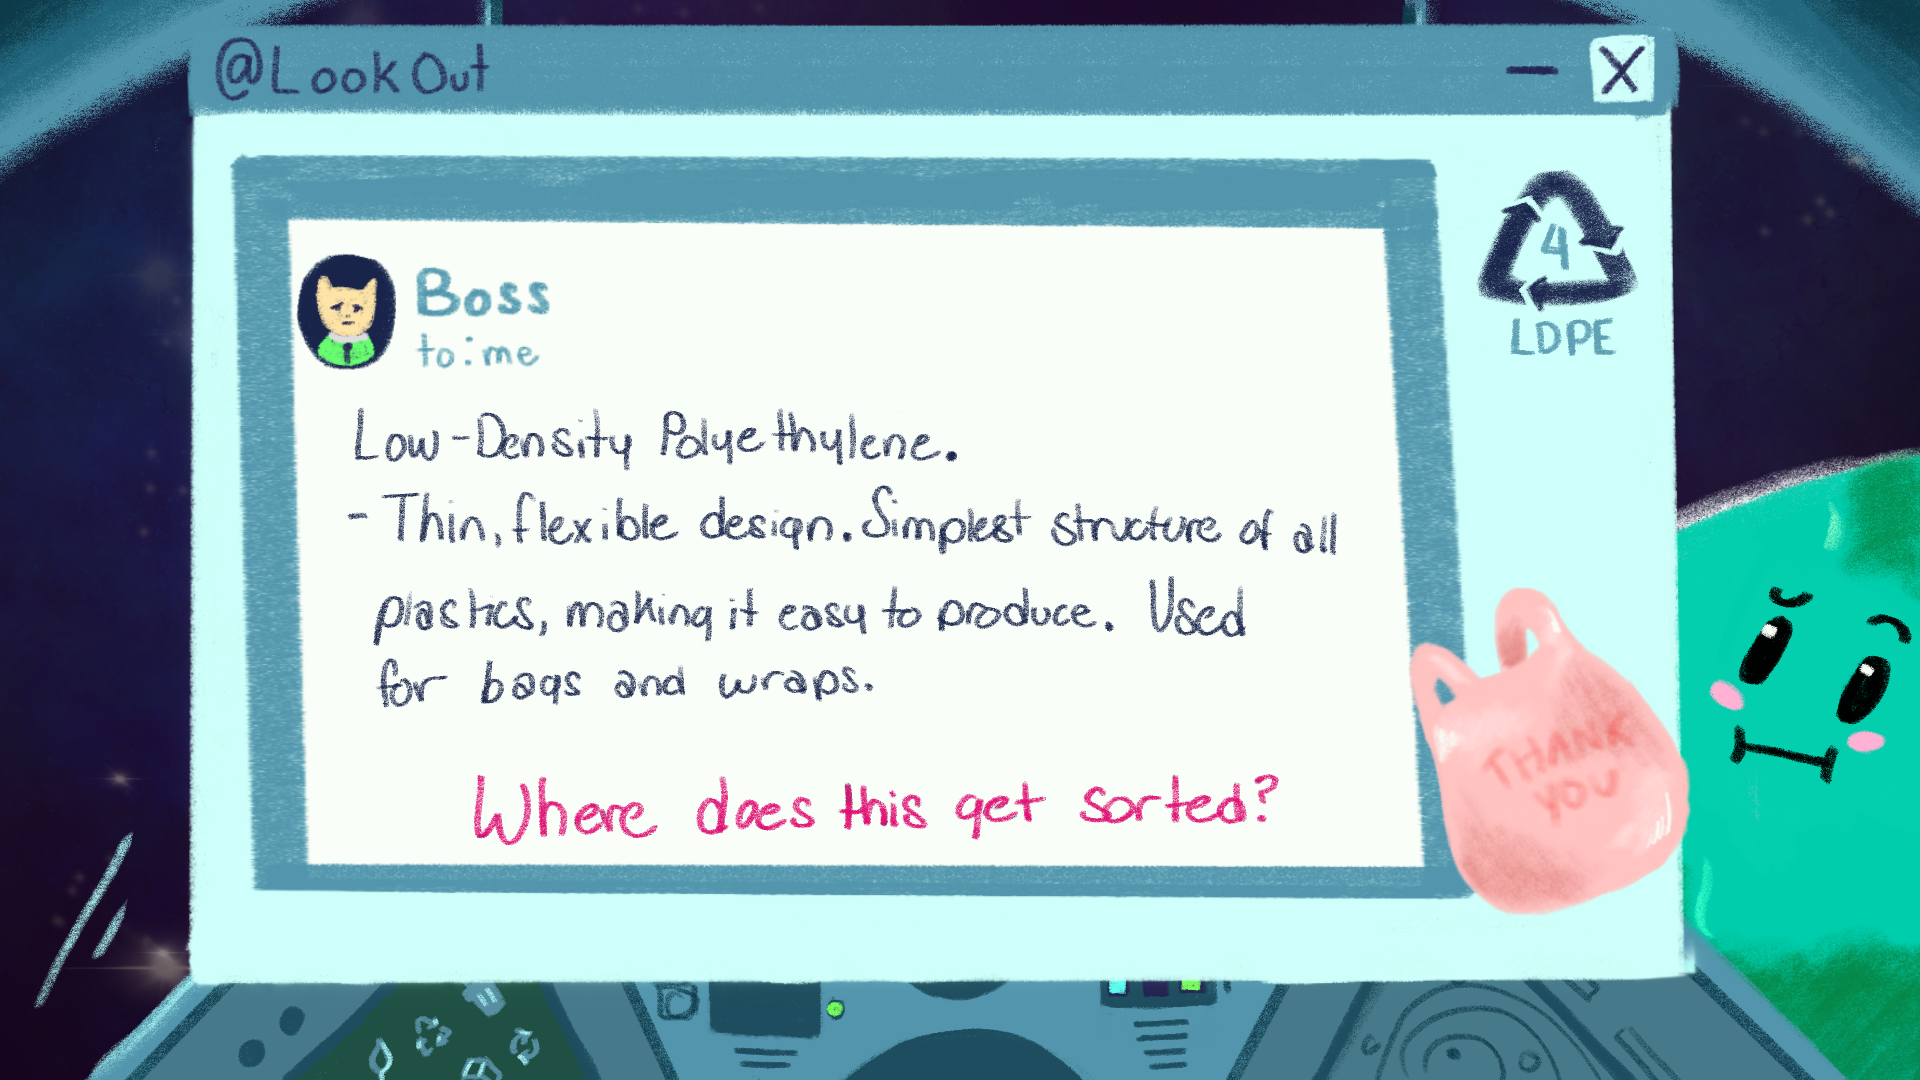 @LookOut
Boss
to:me
Low-Density Polyethylene.
- Thin, flexible design. Simplest structure of all
plastics, making it easy to produce. Used
for bags and wraps.
Where does this get sorted?
4
LDPE
THANK
YOU